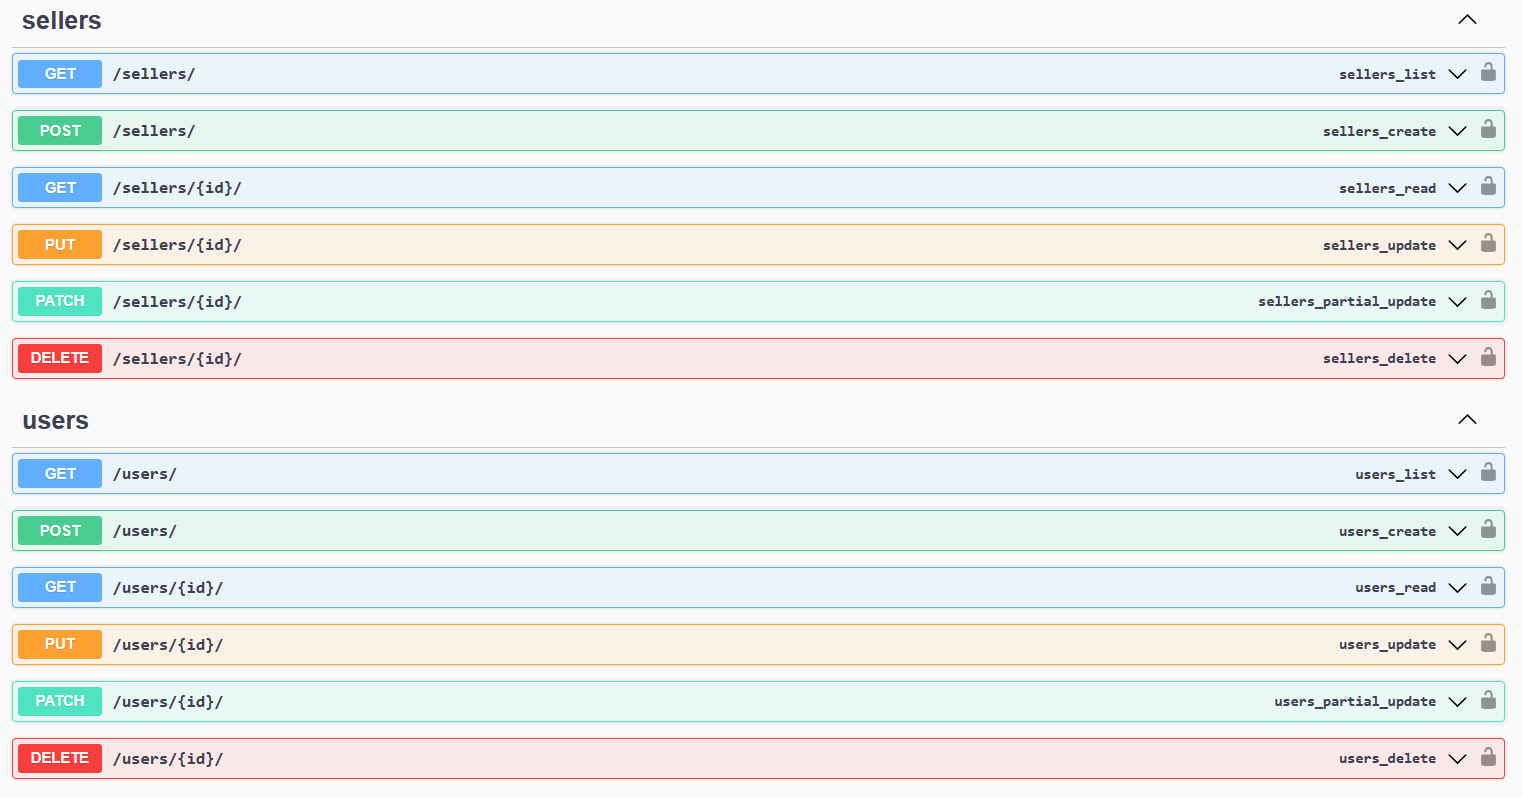 sellers
GET /sellers/ sellers_list
POST /sellers/ sellers_create
GET /sellers/{id}/ sellers_read
PUT /sellers/{id}/ sellers_update
PATCH /sellers/{id}/ sellers_partial_update
DELETE /sellers/{id}/ sellers_delete
users
GET /users/ users_list
POST /users/ users_create
GET /users/{id}/ users_read
PUT /users/{id}/ users_update
PATCH /users/{id}/ users_partial_update
DELETE /users/{id}/ users_delete